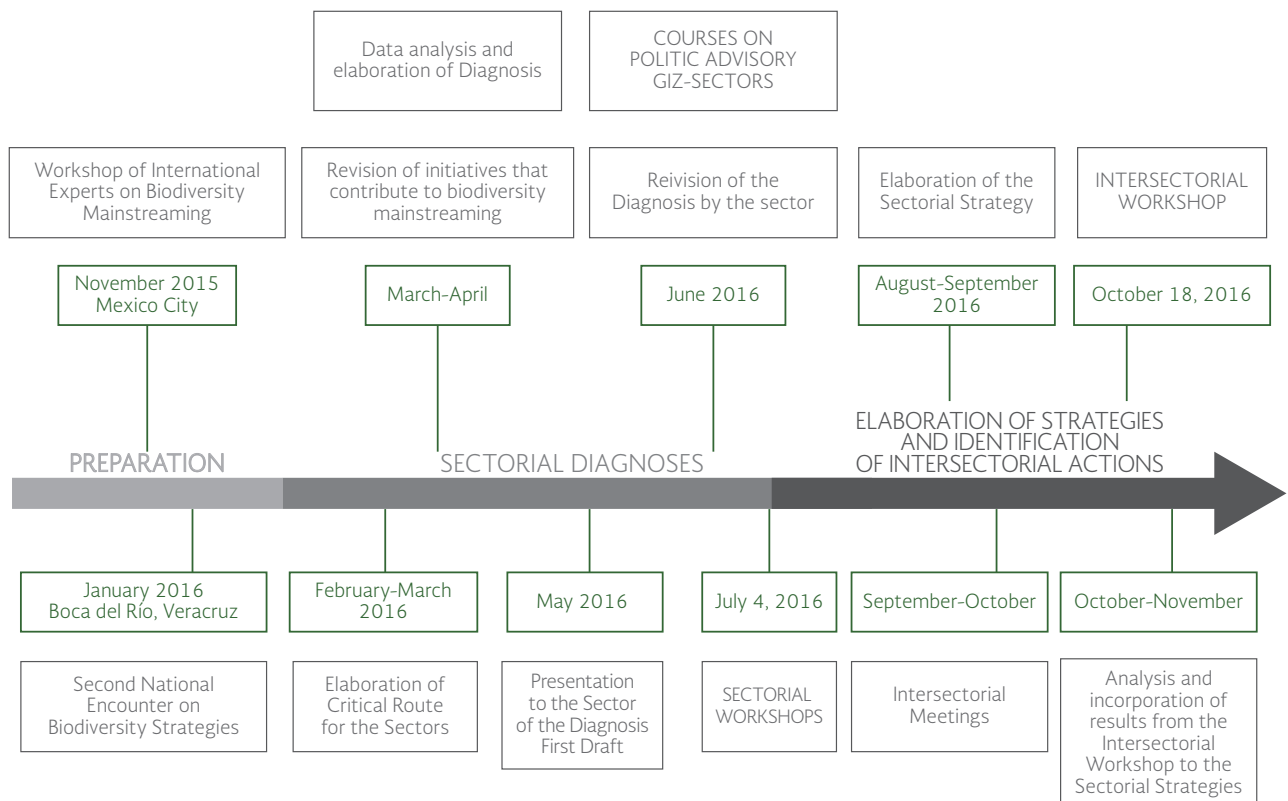 Data analysis and
elaboration of Diagnosis
COURSES ON
POLITIC ADVISORY
GIZ-SECTORS
Workshop of International
Experts on Biodiversity
Mainstreaming
Revision of initiatives that
contribute to biodiversity
mainstreaming
Reivision of the
Diagnosis by the sector
Elaboration of the
Sectorial Strategy
INTERSECTORIAL
WORKSHOP
November 2015
Mexico City
March-April
June 2016
August-September
2016
October 18, 2016
PREPARATION
SECTORIAL DIAGNOSES
ELABORATION OF STRATEGIES
AND IDENTIFICATION
OF INTERSECTORIAL ACTIONS
January 2016
Boca del Río, Veracruz
February-March
2016
May 2016
July 4, 2016
September-October
October-November
Second National
Encounter on
Biodiversity Strategies
Elaboration of
Critical Route
for the Sectors
Presentation
to the Sector
of the Diagnosis
First Draft
SECTORIAL
WORKSHOPS
Intersectorial
Meetings
Analysis and
incorporation of
results from the
Intersectorial
Workshop to the
Sectorial Strategies